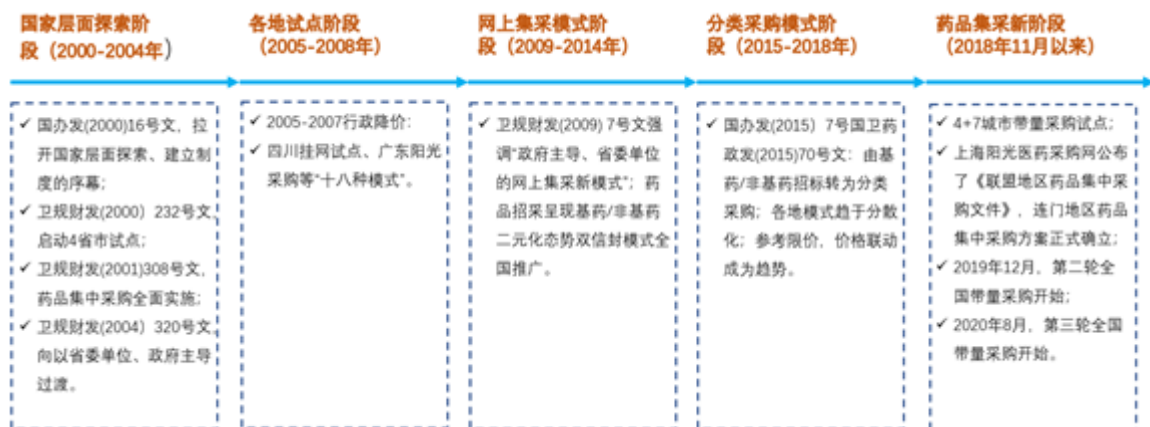 国家层面探索阶
段（2000-2004年）
各地试点阶段
（2005-2008年）
网上集采模式阶
段（2009-2014年）
分类采购模式阶
段（2015-2018年）
药品集采新阶段
（2018年11月以来）
✓ 国办发(2000)16号文，拉
开国家层面探索、建立制
度的序幕；
✓ 卫规财发(2000）232号文，
启动4省市试点；
✓ 卫规财发(2001)308号文，
药品集中采购全面实施；
✓ 卫规财发(2004）320号文，
向以省委单位、政府主导
过渡。
✓ 2005-2007行政降价：
✓ 四川挂网试点、广东阳光
采购等“十八种模式”。
✓ 卫规财发(2009) 7号文强
调“政府主导、省委单位
的网上集采新模式”；药
品招采呈现基药/非基药
二元化态势双信封模式全
国推广。
✓ 国办发(2015）7号国卫药
政发(2015)70号文：由基
药/非基药招标转为分类
采购；各地模式趋于分散
化；参考限价，价格联动
成为趋势。
✓ 4+7城市带量采购试点；
✓ 上海阳光医药采购网公布
了《联盟地区药品集中采
购文件》，连门地区药品
集中采购方案正式确立；
✓ 2019年12月，第二轮全
国带量采购开始；
✓ 2020年8月，第三轮全国
带量采购开始。